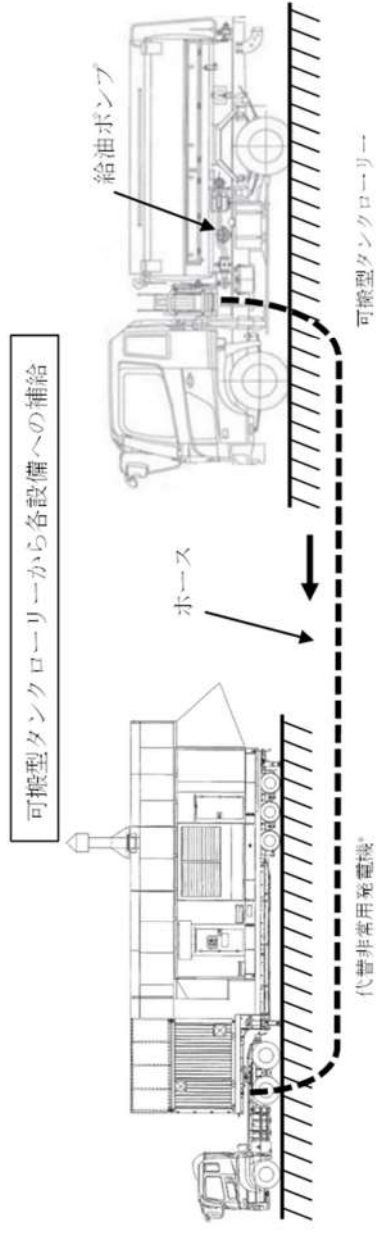 可搬型タンクローリーから各設備への補給
給油ポンプ
ホース
代替非常用発電機*
可搬型タンクローリー